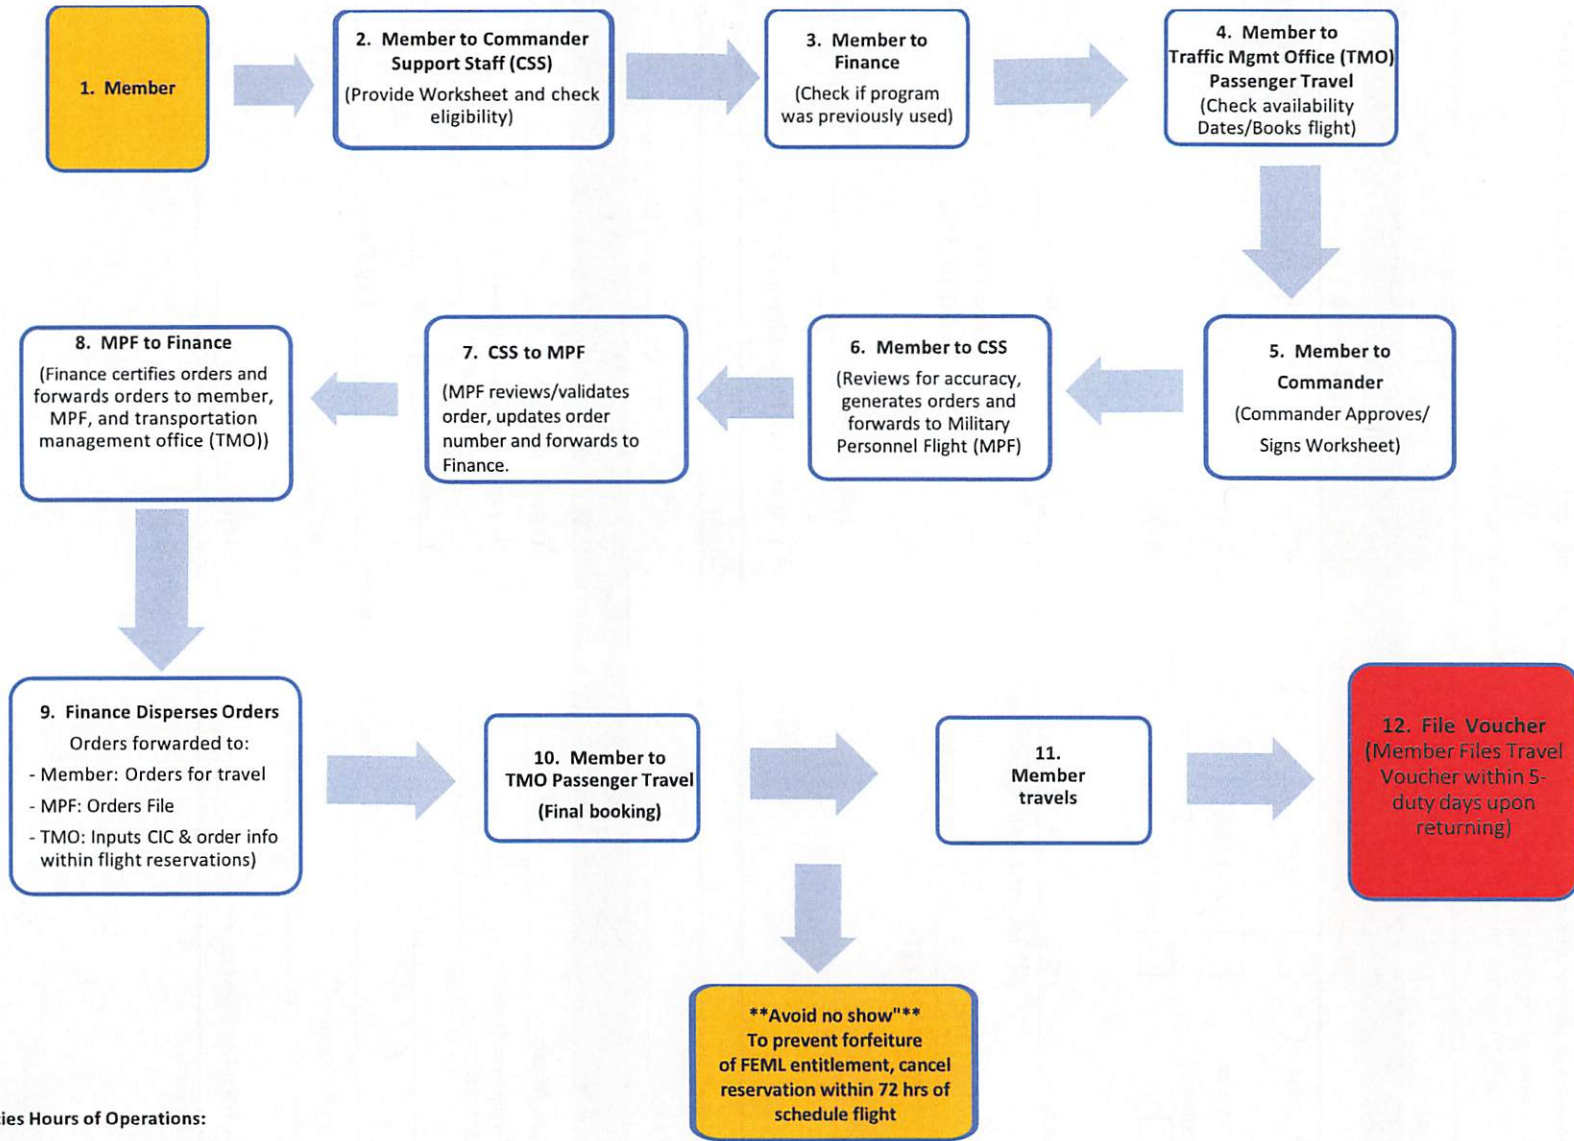 1. Member
2. Member to Commander
Support Staff (CSS)
(Provide Worksheet and check
eligibility)
3. Member to
Finance
(Check if program
was previously used)
4. Member to
Traffic Mgmt Office (TMO)
Passenger Travel
(Check availability
Dates/Books flight)
5. Member to
Commander
(Commander Approves/
Signs Worksheet)
6. Member to CSS
(Reviews for accuracy,
generates orders and
forwards to Military
Personnel Flight (MPF)
7. CSS to MPF
(MPF reviews/validates
order, updates order
number and forwards to
Finance.
8. MPF to Finance
(Finance certifies orders and
forwards orders to member,
MPF, and transportation
management office (TMO))
9. Finance Disperses Orders
Orders forwarded to:
- Member: Orders for travel
- MPF: Orders File
- TMO: Inputs CIC & order info
within flight reservations)
10. Member to
TMO Passenger Travel
(Final booking)
11.
Member
travels
12. File Voucher
(Member Files Travel
Voucher within 5-
duty days upon
returning)
**Avoid no show"**
To prevent forfeiture
of FEML entitlement, cancel
reservation within 72 hrs of
schedule flight
Hours of Operations: